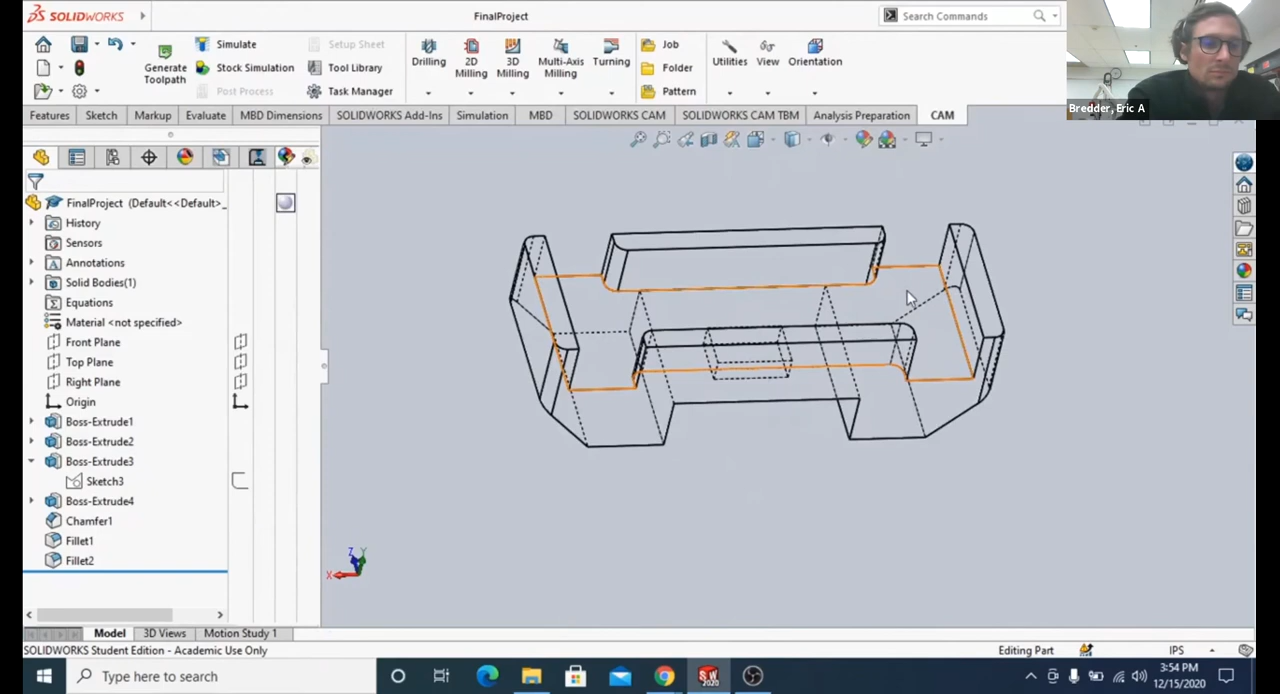 SOLIDWORKS
FinalProject
Search Commands
Bredder, Eric A
Generate Toolpath
Simulate
Stock Simulation
Post Process
Setup Sheet
Tool Library
Task Manager
Drilling
2D Milling
3D Milling
Multi-Axis Milling
Turning
Job
Folder
Pattern
Utilities
View
Orientation
Features Sketch Markup Evaluate MBD Dimensions SOLIDWORKS Add-Ins Simulation MBD SOLIDWORKS CAM SOLIDWORKS CAM TBM Analysis Preparation CAM
FinalProject (Default<<Default>_
History
Sensors
Annotations
Solid Bodies(1)
Equations
Material <not specified>
Front Plane
Top Plane
Right Plane
Origin
Boss-Extrude1
Boss-Extrude2
Boss-Extrude3
Sketch3
Boss-Extrude4
Chamfer1
Fillet1
Fillet2
Z Y
X
Model 3D Views Motion Study 1
SOLIDWORKS Student Edition - Academic Use Only
Editing Part
IPS
Type here to search
SW
2020
3:54 PM
12/15/2020